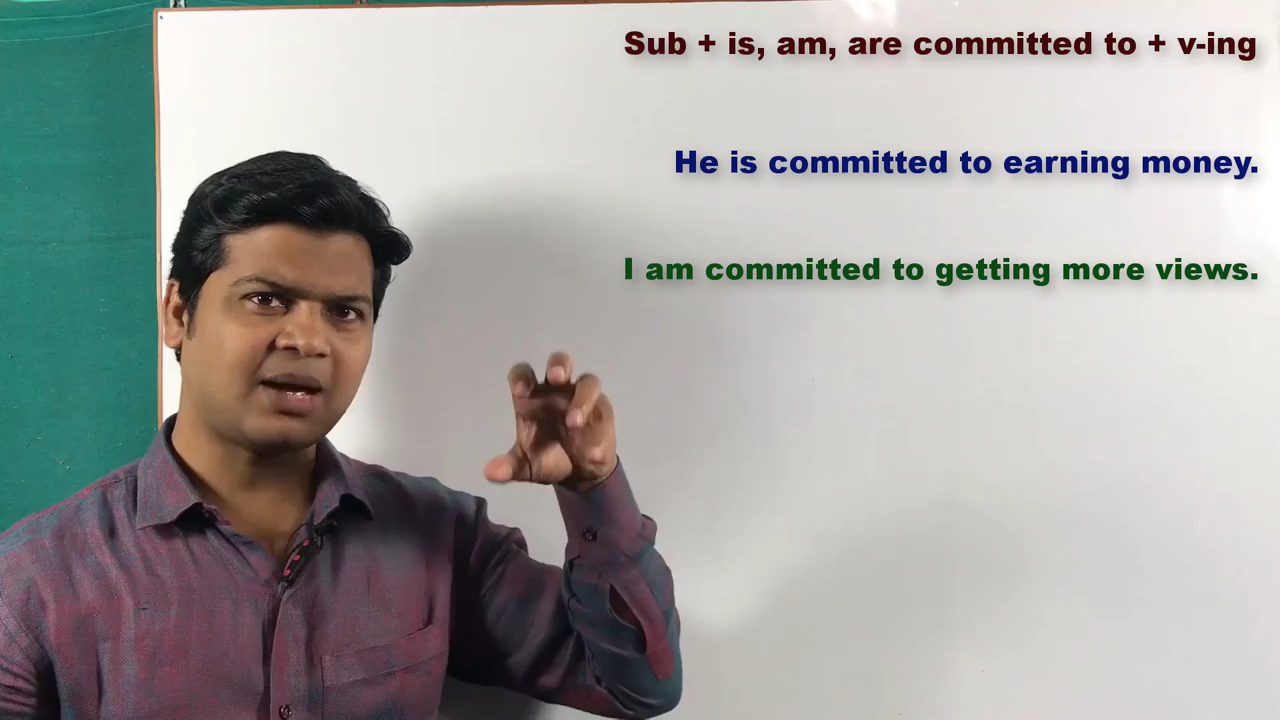 Sub + is, am, are committed to + v-ing
He is committed to earning money.
I am committed to getting more views.